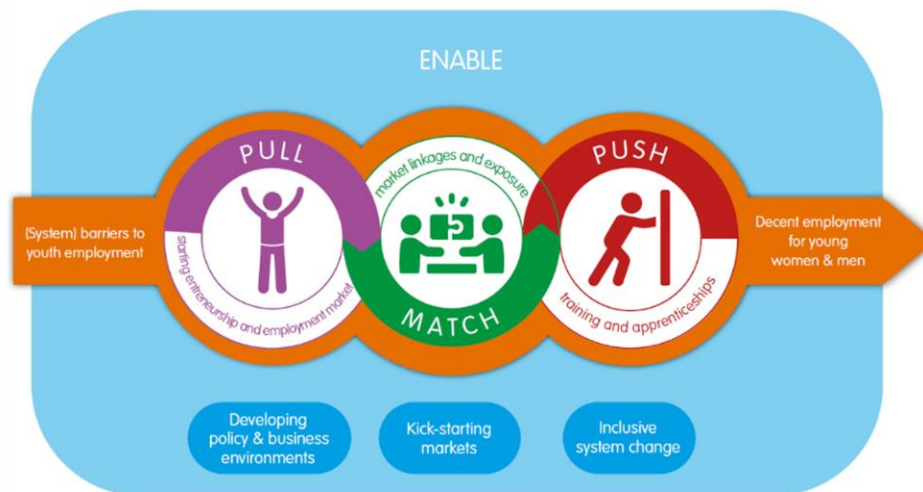 ENABLE
(System) barriers to
youth employment
PULL
starting entreneurship and employment market
market linkages and exposure
MATCH
PUSH
training and apprenticeships
Decent employment
for young
women & men
Developing
policy & business
environments
Kick-starting
markets
Inclusive
system change